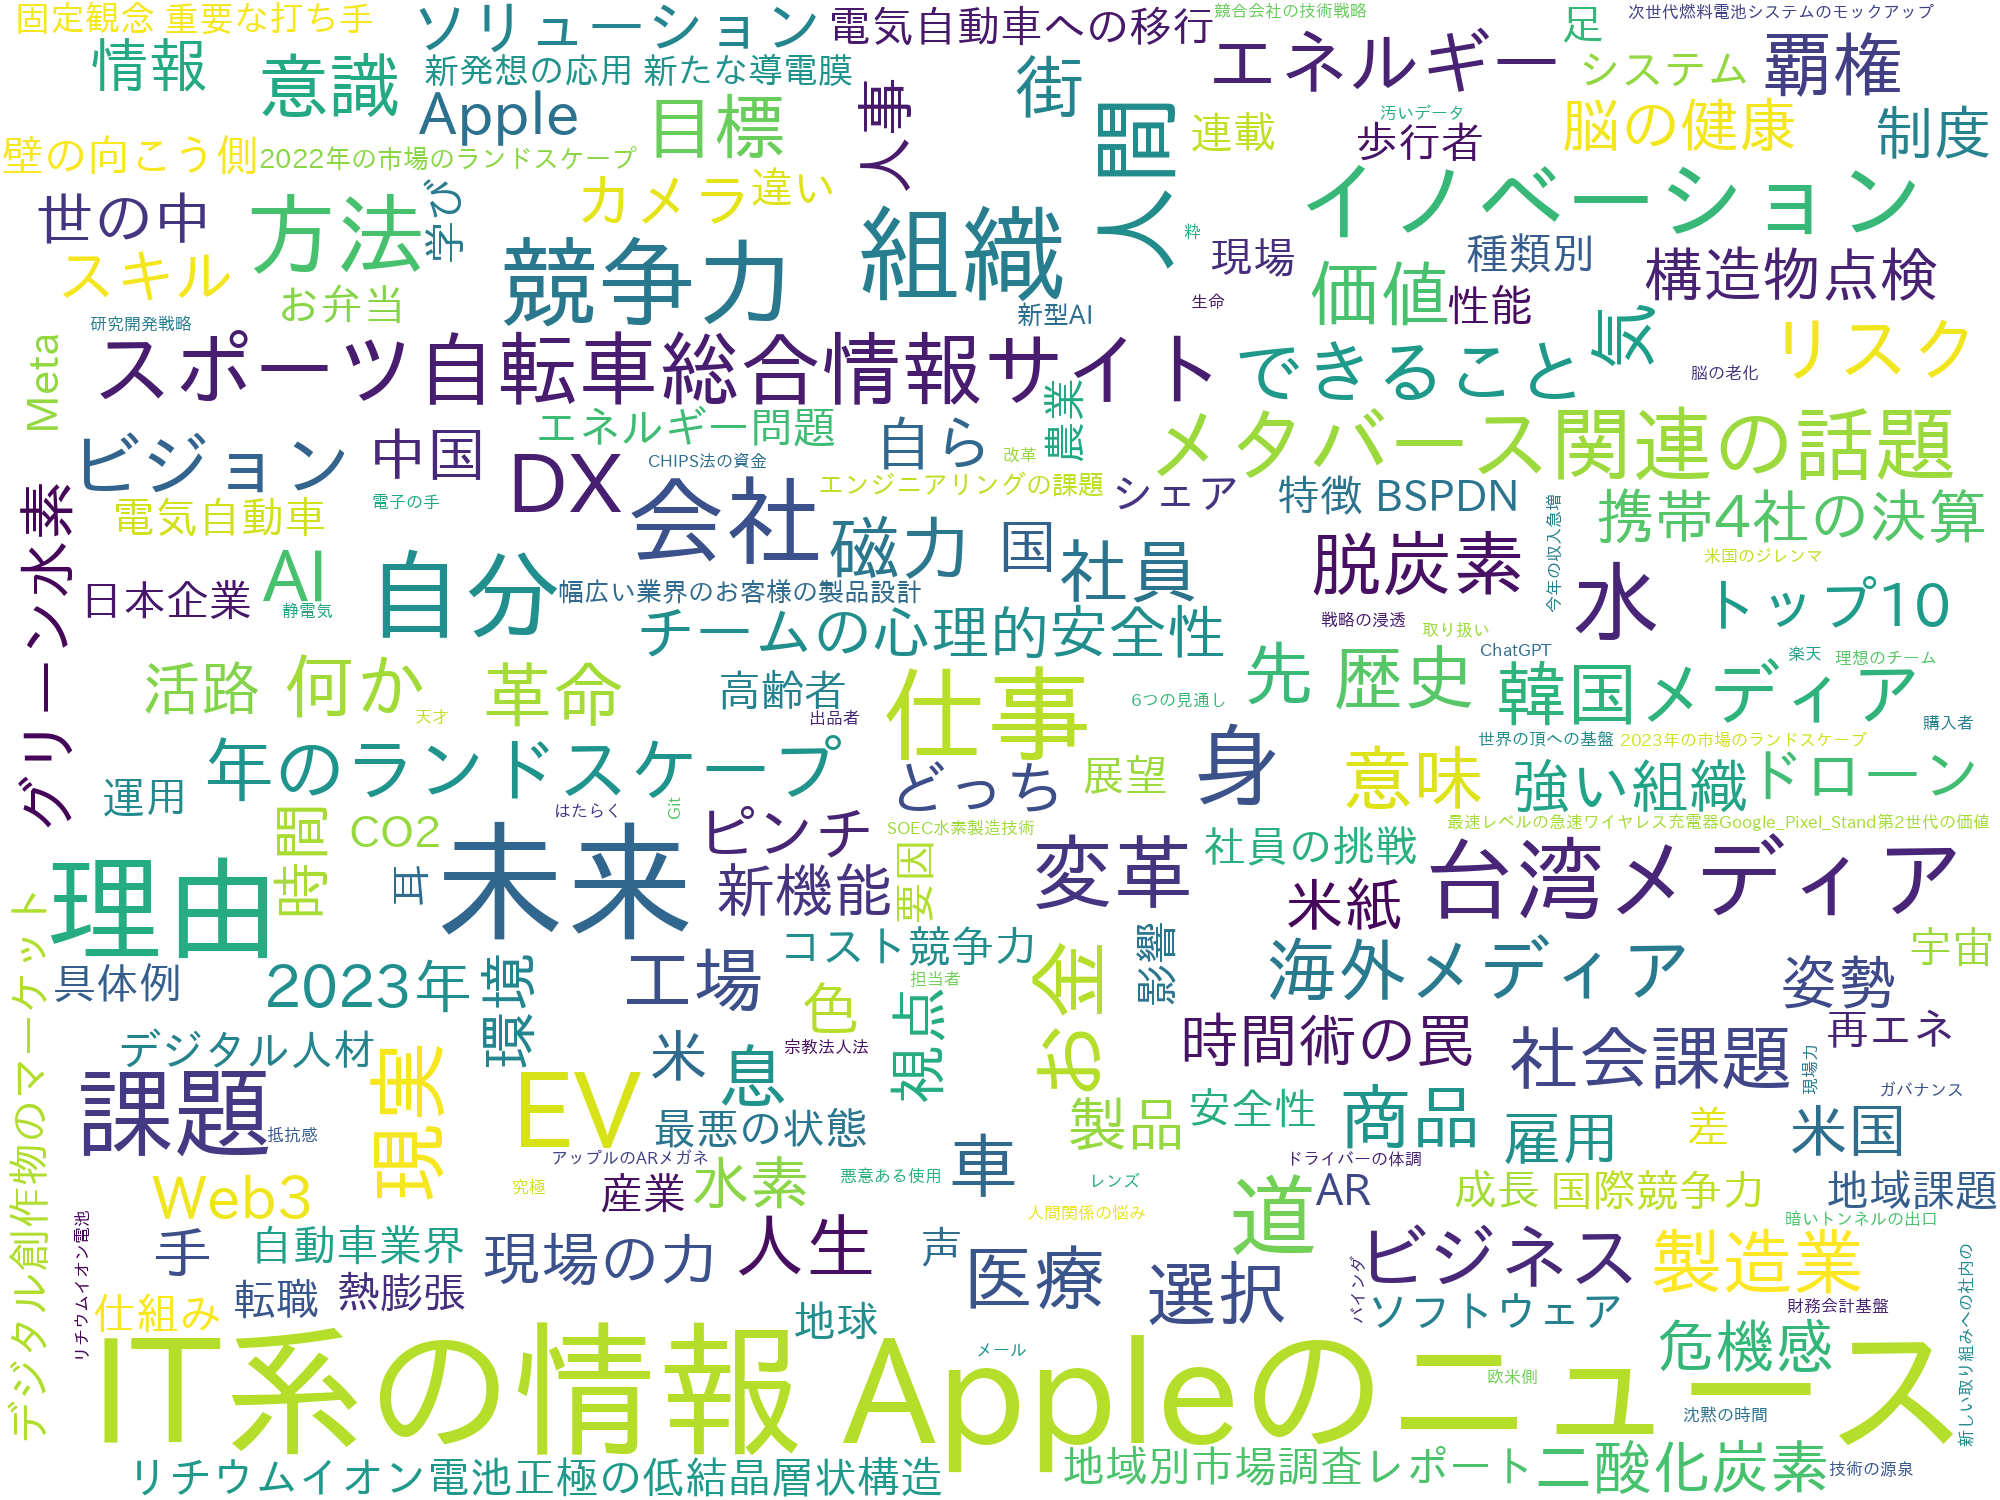 固定観念 重要な打ち手
ソリューション
電気自動車への移行
競合会社の技術戦略
足
次世代燃料電池システムのモックアップ
情報
意識
新発想の応用 新たな導電膜
人事
街
エネルギー
システム
覇権
Apple
目標
人間
連載
汚いデータ
歩行者
脳の健康
制度
壁の向こう側
2022年の市場のランドスケープ
世の中
方法
学び
カメラ
違い
組織
粋
イノベーション
スキル
お弁当
競争力
現場
種類別
構造物点検
生命
価値
性能
研究開発戦略
新型AI
気
リスク
Meta
スポーツ自転車総合情報サイト
できること
脳の老化
エネルギー問題
農業
メタバース関連の話題
ビジョン
中国
DX
CHIPS法の資金
自ら
改革
エンジニアリングの課題
シェア
特徴 BSPDN
携帯4社の決算
グリーン水素
電気自動車
電子の手
会社
磁力
国
社員
脱炭素
今年の収入急増
米国のジレンマ
日本企業
AI
静電気
自分
幅広い業界のお客様の製品設計
水
トップ10
チームの心理的安全性
戦略の浸透
取り扱い
ChatGPT
楽天
理想のチーム
活路
何か
天才
革命
高齢者
出品者
仕事
6つの見通し
先 歴史
韓国メディア
購入者
年のランドスケープ
どっち
展望
身
世界の頂への基盤
2023年の市場のランドスケープ
意味
強い組織
ドローン
運用
時間
CO2
はたらく
Git
ピンチ
SOEC水素製造技術
社員の挑戦
最速レベルの急速ワイヤレス充電器Google_Pixel_Stand第2世代の価値
理由
耳
未来
新機能
要因
変革
米紙
台湾メディア
デジタル創作物のマーケット
具体例
2023年
環境
工場
コスト競争力
担当者
お金
影響
海外メディア
姿勢
宇宙
色
視点
時間術の罠
再エネ
デジタル人材
現実
米
息
宗教法人法
社会課題
現場力
ガバナンス
課題
抵抗感
EV
最悪の状態
製品
安全性
商品
雇用
差
米国
アップルのARメガネ
車
ドライバーの体調
Web3
究極
産業
水素
悪意ある使用
レンズ
道
AR
成長 国際競争力
地域課題
リチウムイオン電池
人間関係の悩み
暗いトンネルの出口
手
自動車業界
現場の力
人生
声
医療
選択
バインダ
ビジネス
製造業
新しい取り組みへの社内の
仕組み
転職
熱膨張
地球
ソフトウェア
財務会計基盤
IT系の情報 Appleのニュース
メール
欧米側
危機感
沈黙の時間
リチウムイオン電池正極の低結晶層状構造
地域別市場調査レポート
二酸化炭素
技術の源泉